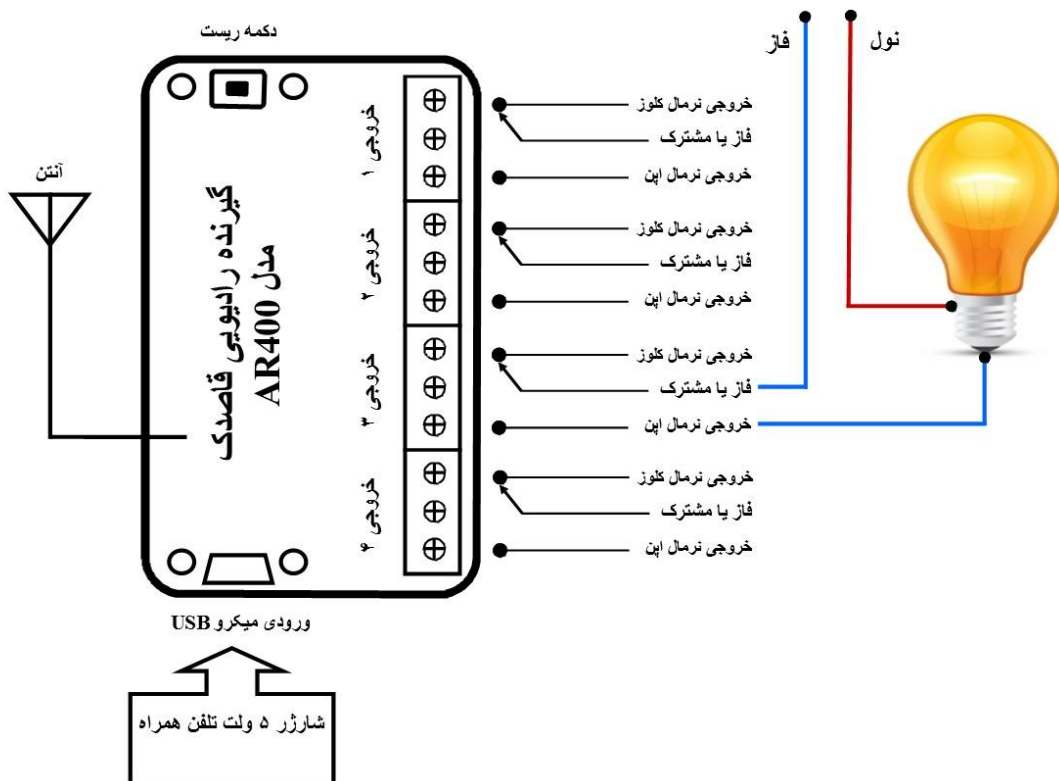 دکمه ریست
فاز
نول
آنتن
گیرنده رادیویی قاصدک
مدل AR400
خروجی ۱
خروجی نرمال کلوز
فاز یا مشترک
خروجی نرمال اپن
خروجی ۲
خروجی نرمال کلوز
فاز یا مشترک
خروجی نرمال اپن
خروجی ۳
خروجی نرمال کلوز
فاز یا مشترک
خروجی نرمال اپن
خروجی ۴
خروجی نرمال کلوز
فاز یا مشترک
خروجی نرمال اپن
ورودی میکرو USB
شارژر ۵ ولت تلفن همراه